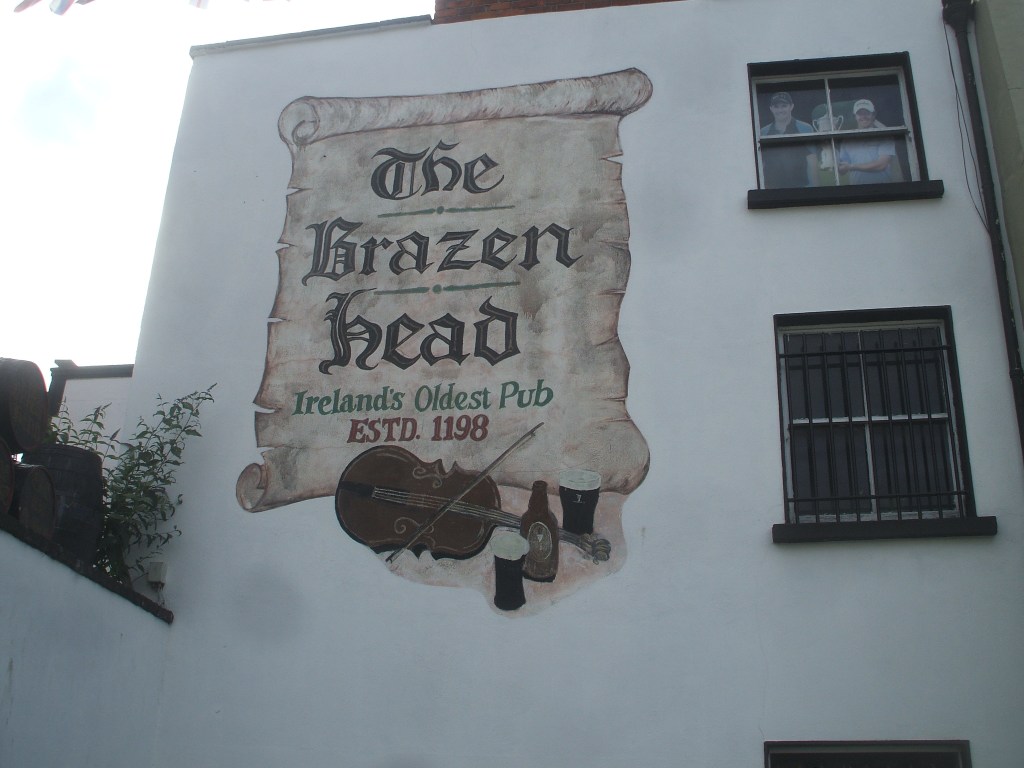 The
Brazen
head
Ireland's Oldest Pub
ESTD. 1198